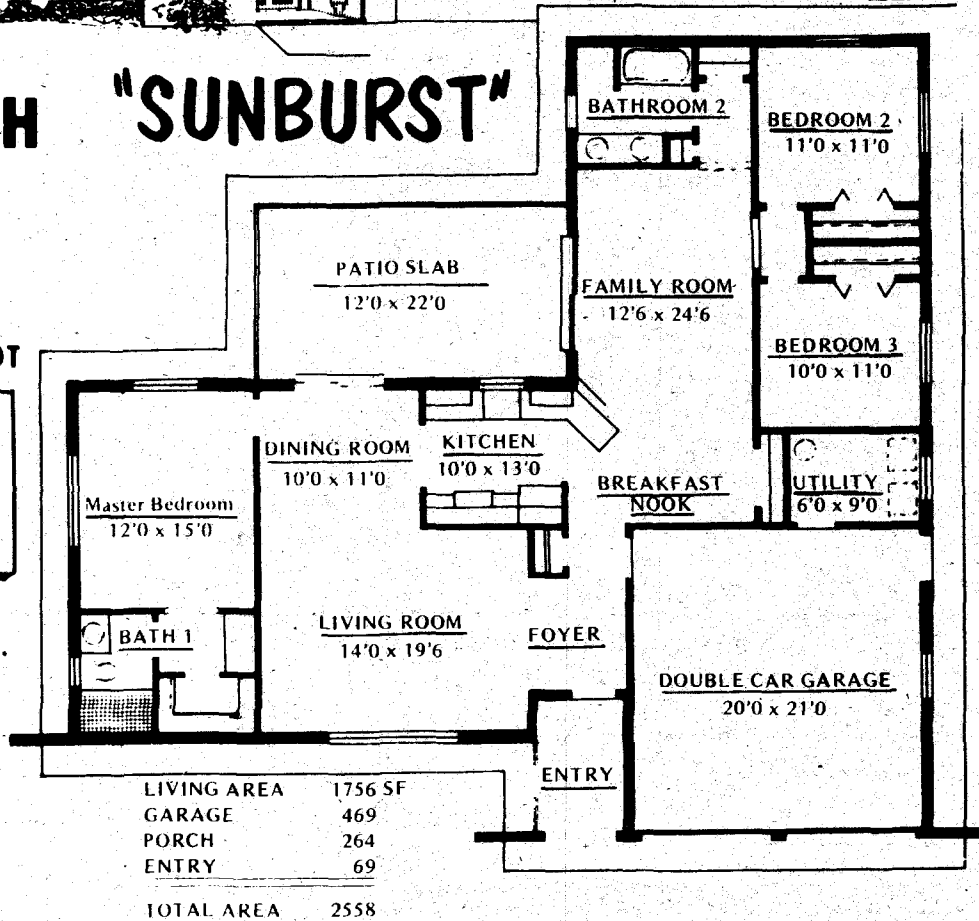 H
"SUNBURST"
BATHROOM 2
BEDROOM 2
11'0 x 11'0
PATIO SLAB
12'0 x 22'0
FAMILY ROOM
12'6 x 24'6
OT
BEDROOM 3
10'0 x 11'0
DINING ROOM
10'0 x 11'0
KITCHEN
10'0 x 13'0
Master Bedroom
12'0 x 15'0
BREAKFAST
NOOK
UTILITY
6'0 x 9'0
BATH 1
LIVING ROOM
14'0 x 19'6
FOYER
DOUBLE CAR GARAGE
20'0 x 21'0
ENTRY
LIVING AREA 1756 SF
GARAGE 469
PORCH 264
ENTRY 69
TOTAL AREA 2558